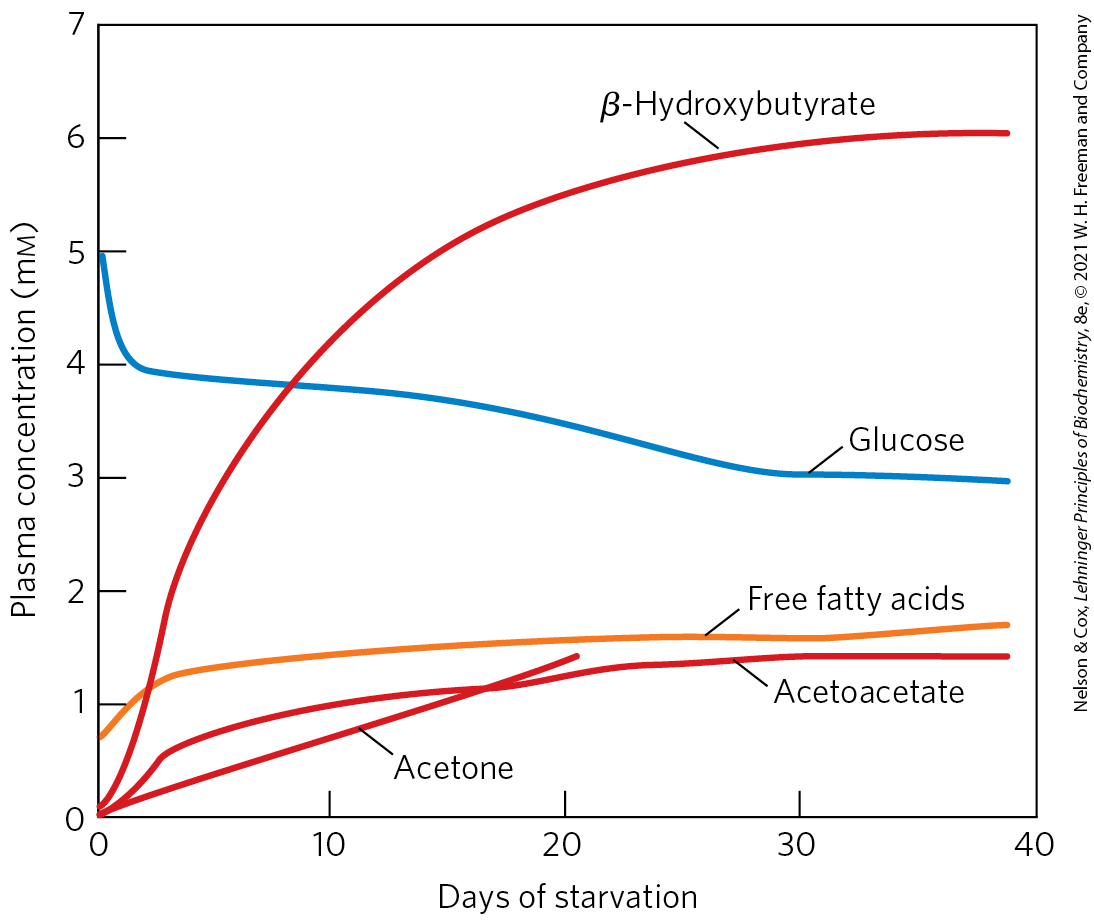 7
6
5
4
3
2
1
0
Plasma concentration (mM)
β-Hydroxybutyrate
Glucose
Free fatty acids
Acetoacetate
Acetone
0 10 20 30 40
Days of starvation
Nelson & Cox, Lehninger Principles of Biochemistry, 8e, © 2021 W. H. Freeman and Company